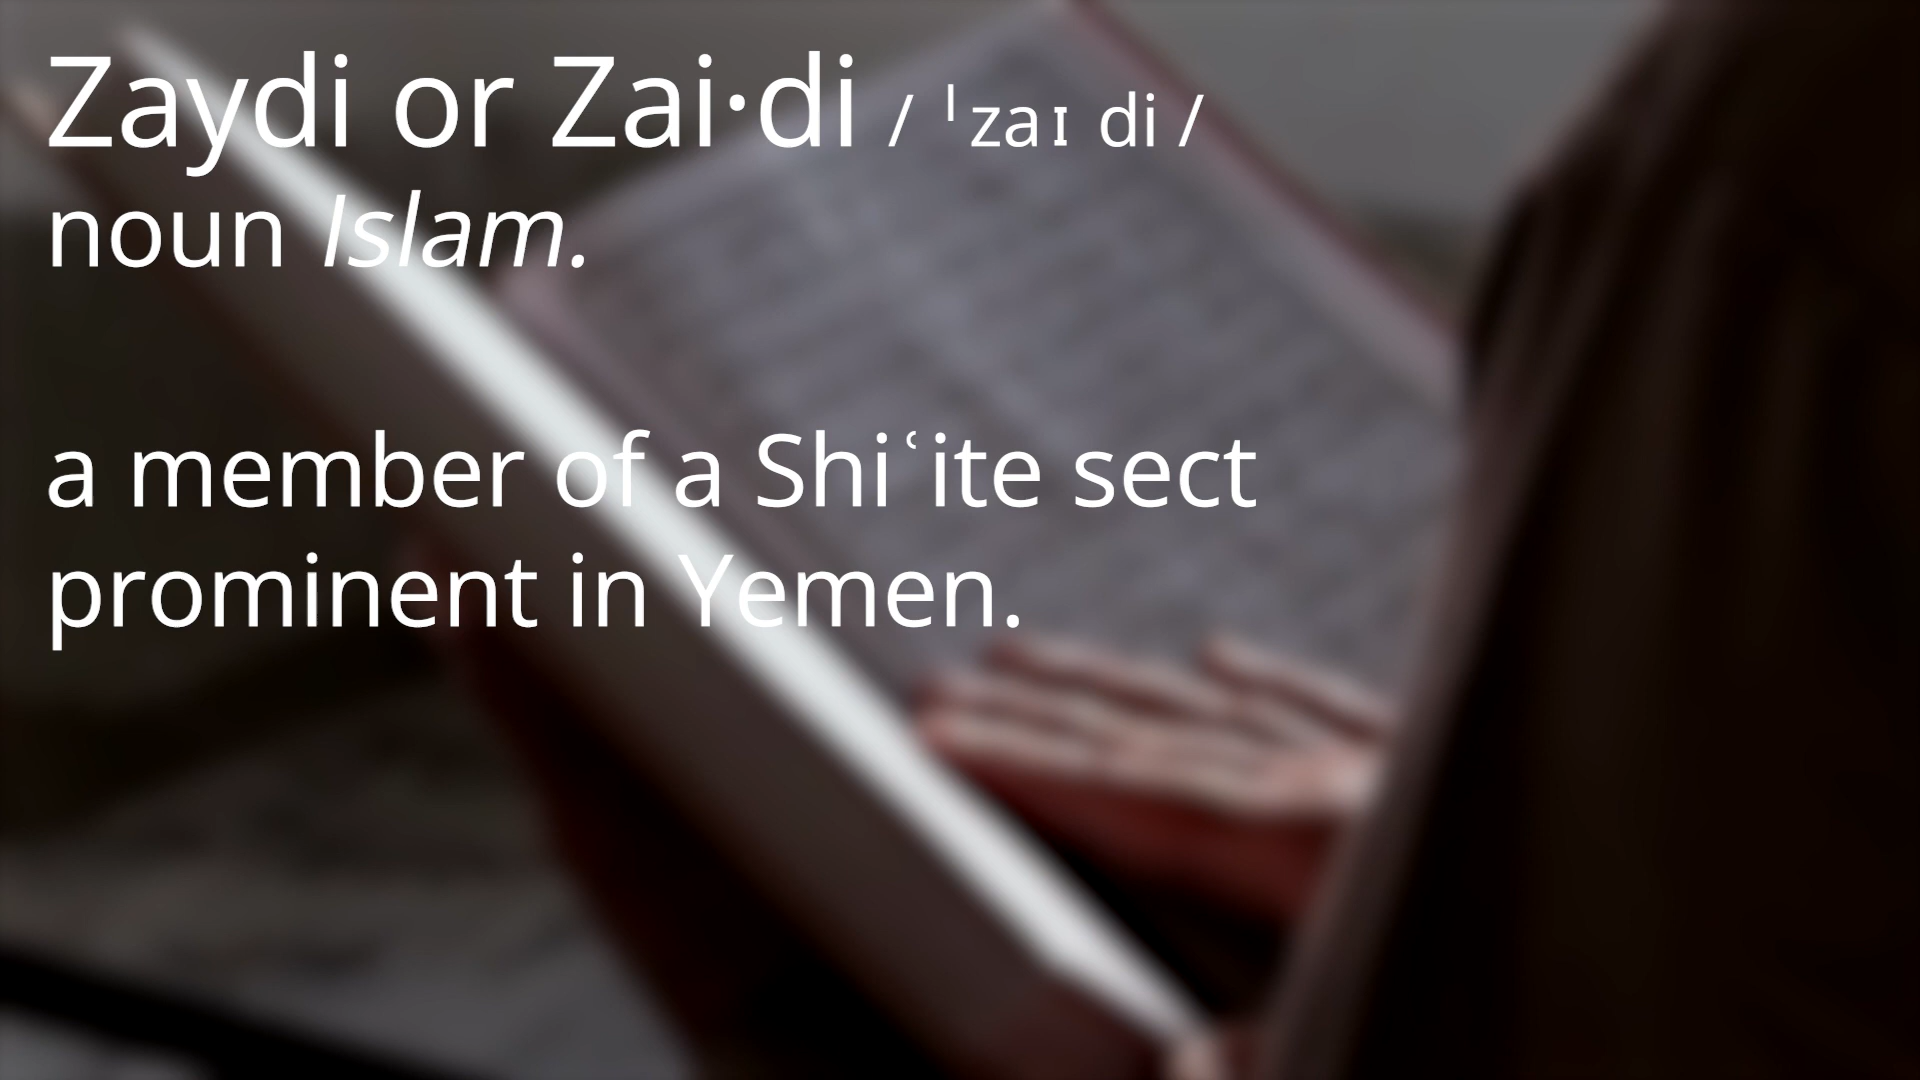 Zaydi or Zai·di / ˈzaɪ di /
noun Islam.
a member of a Shiʿite sect
prominent in Yemen.